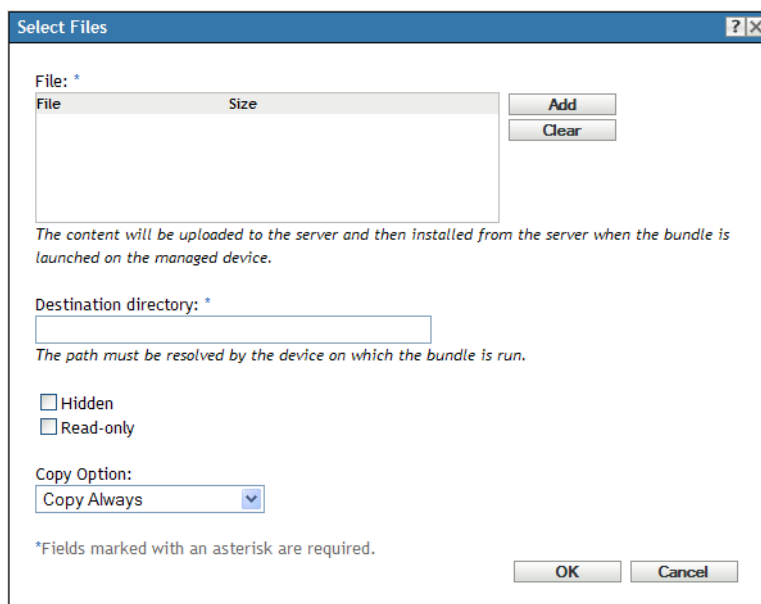 Select Files
?
File: *
File Size
Add
Clear
The content will be uploaded to the server and then installed from the server when the bundle is
launched on the managed device.
Destination directory: *
The path must be resolved by the device on which the bundle is run.
Hidden
Read-only
Copy Option:
Copy Always
*Fields marked with an asterisk are required.
OK Cancel